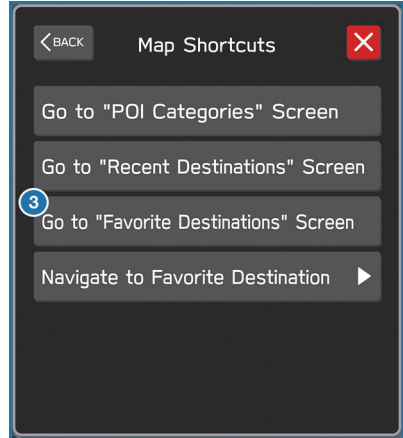 BACK
Map Shortcuts
Go to "POI Categories" Screen
Go to "Recent Destinations" Screen
3
Go to "Favorite Destinations" Screen
Navigate to Favorite Destination